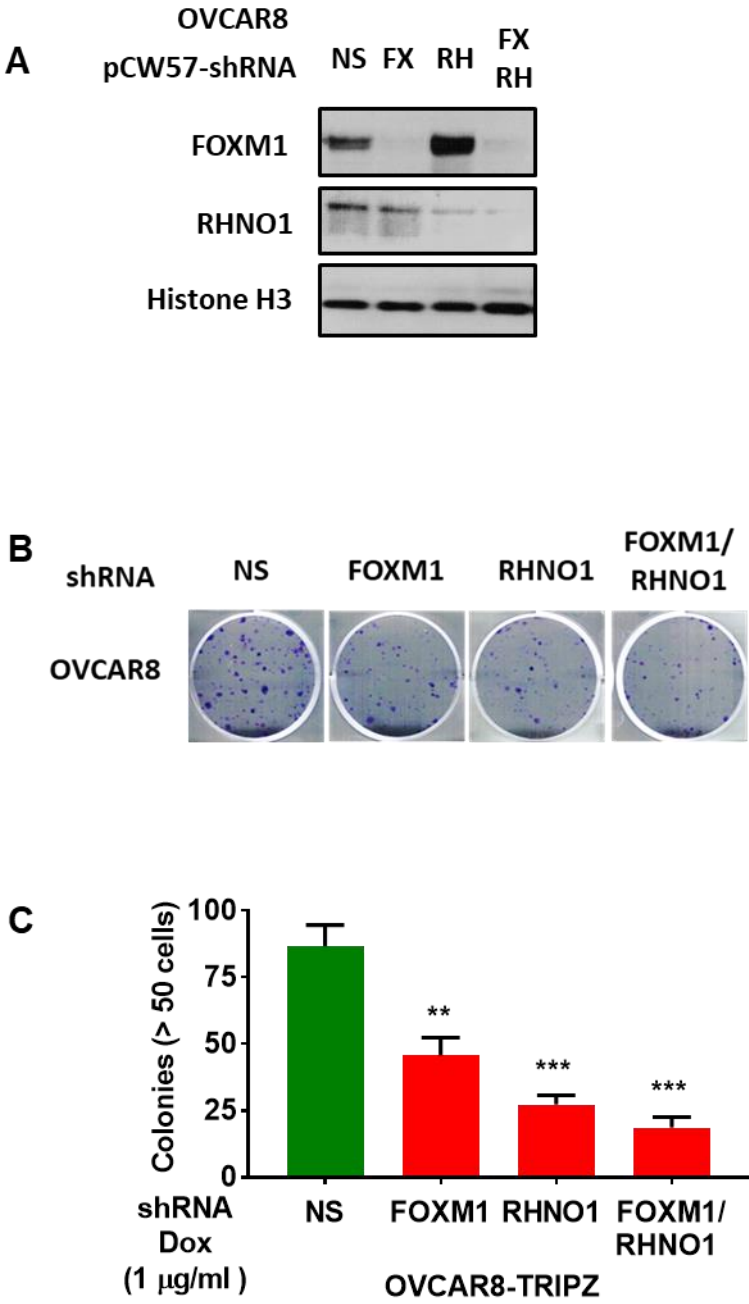 A
OVCAR8
pCW57-shRNA
NS FX RH FX
RH
FOXM1
RHNO1
Histone H3
B
shRNA NS FOXM1 RHNO1 FOXM1/
RHNO1
OVCAR8
C
Colonies (> 50 cells)
100
75
50
25
0
**
***
***
shRNA NS FOXM1 RHNO1 FOXM1/
RHNO1
Dox
(1 μg/ml )
OVCAR8-TRIPZ